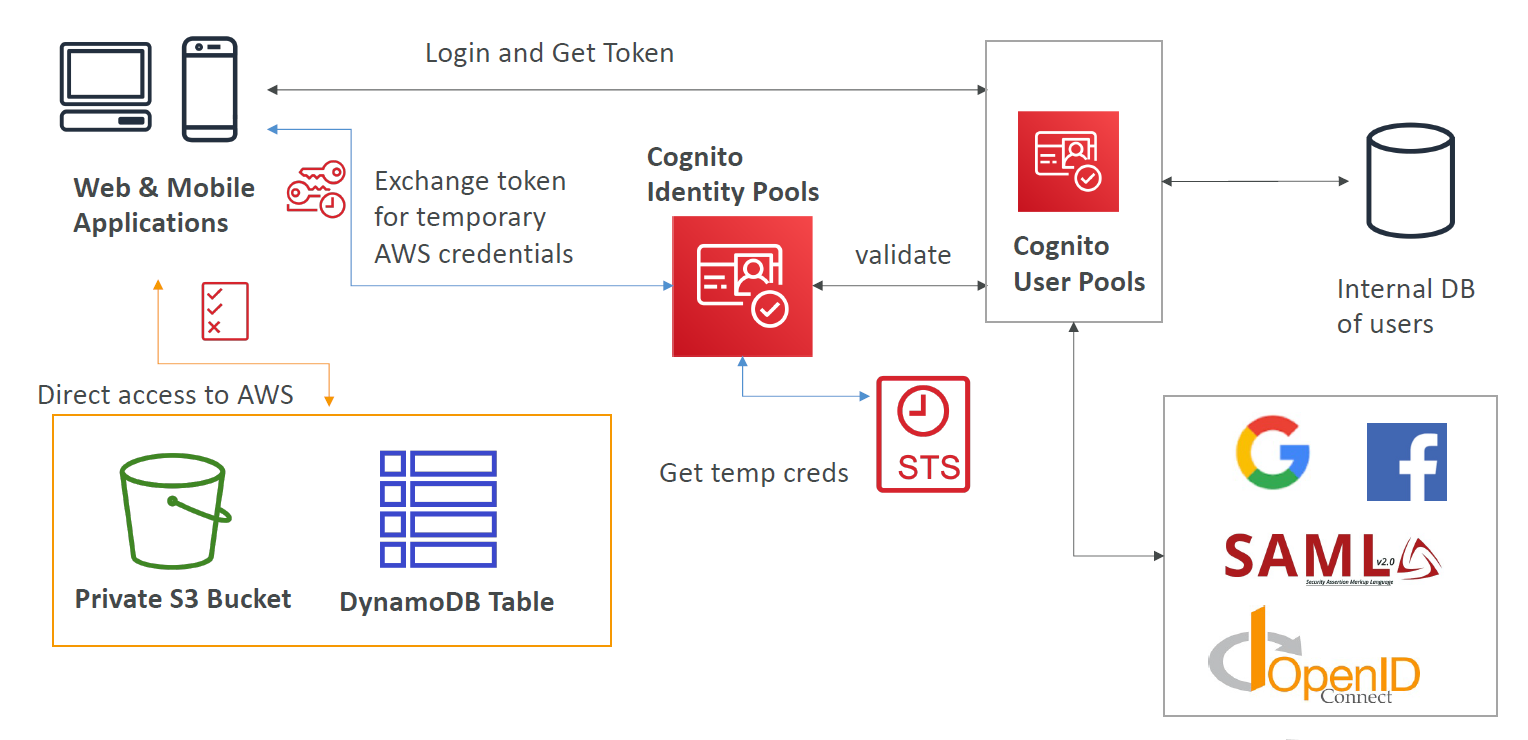 Login and Get Token
Web & Mobile
Applications
Exchange token
for temporary
AWS credentials
Cognito
Identity Pools
validate
Cognito
User Pools
Internal DB
of users
Direct access to AWS
Get temp creds
STS
Private S3 Bucket
DynamoDB Table
G
f
SAML
v2.0
Security Assertion Markup Language
OpenID
Connect